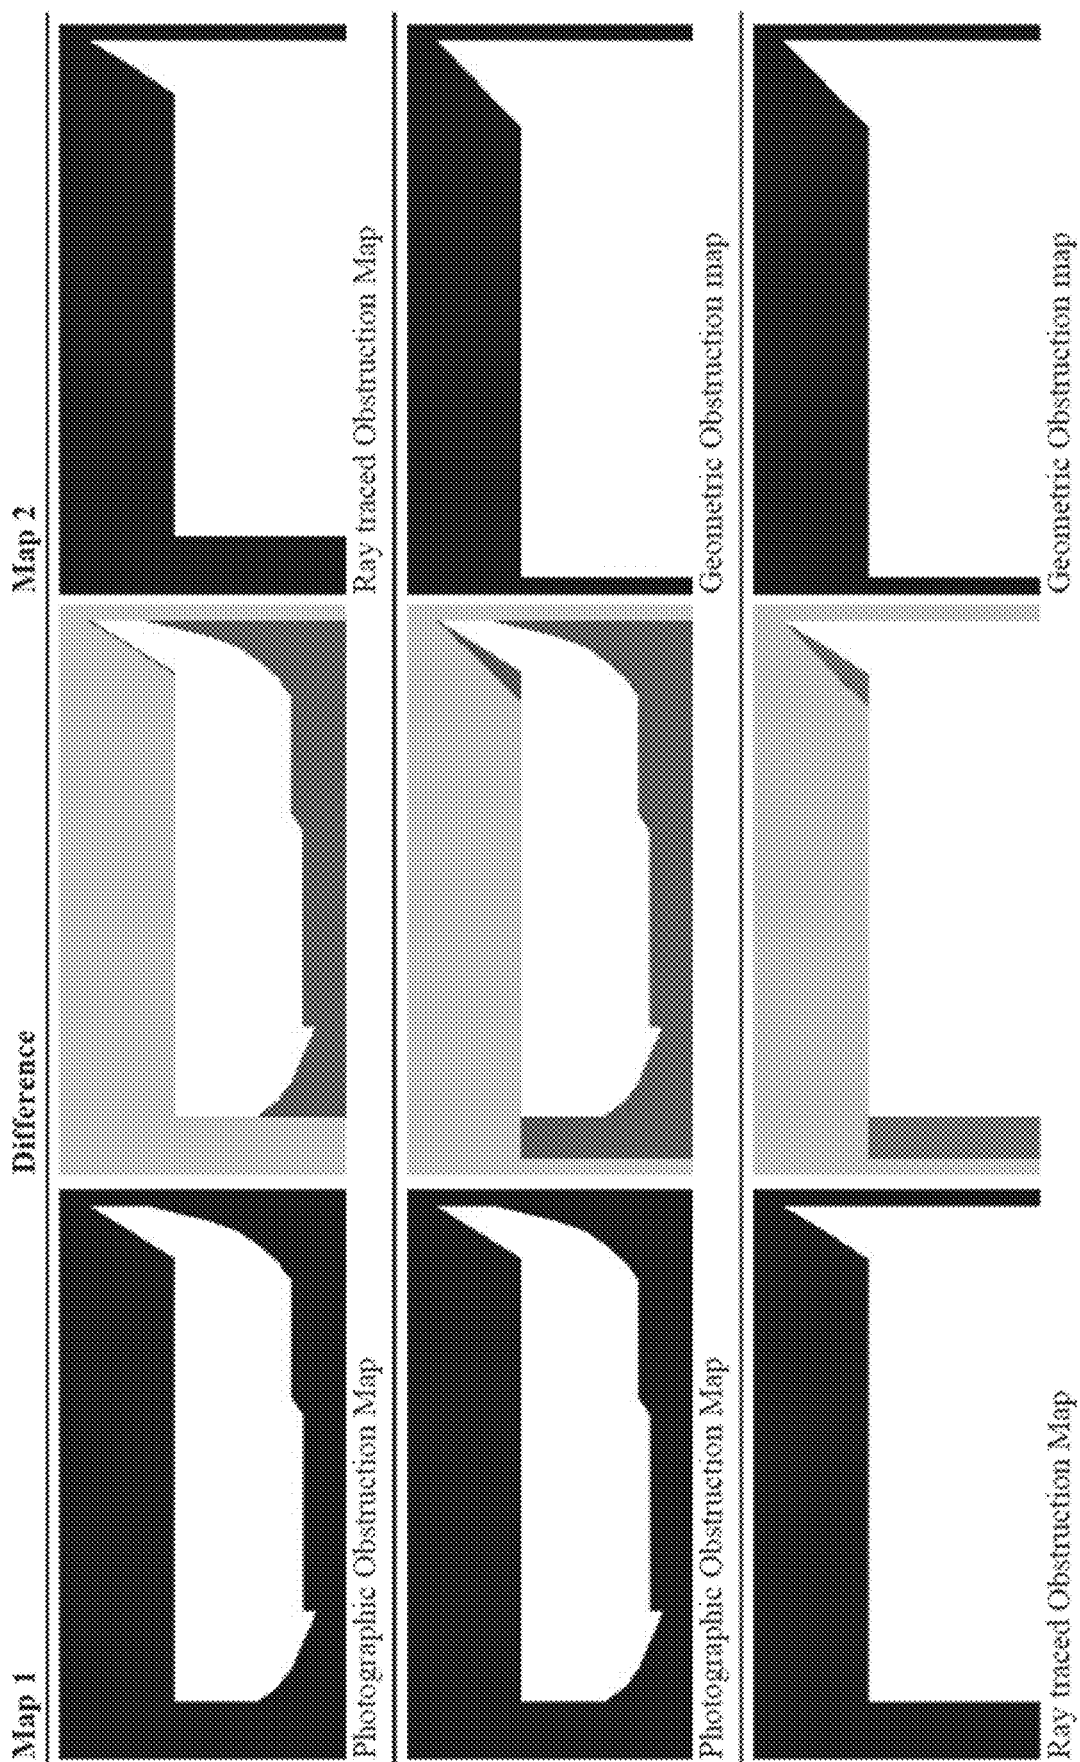 Map 1
Difference
Map 2
Photographic Obstruction Map
Ray traced Obstruction Map
Photographic Obstruction Map
Geometric Obstruction map
Ray traced Obstruction Map
Geometric Obstruction map